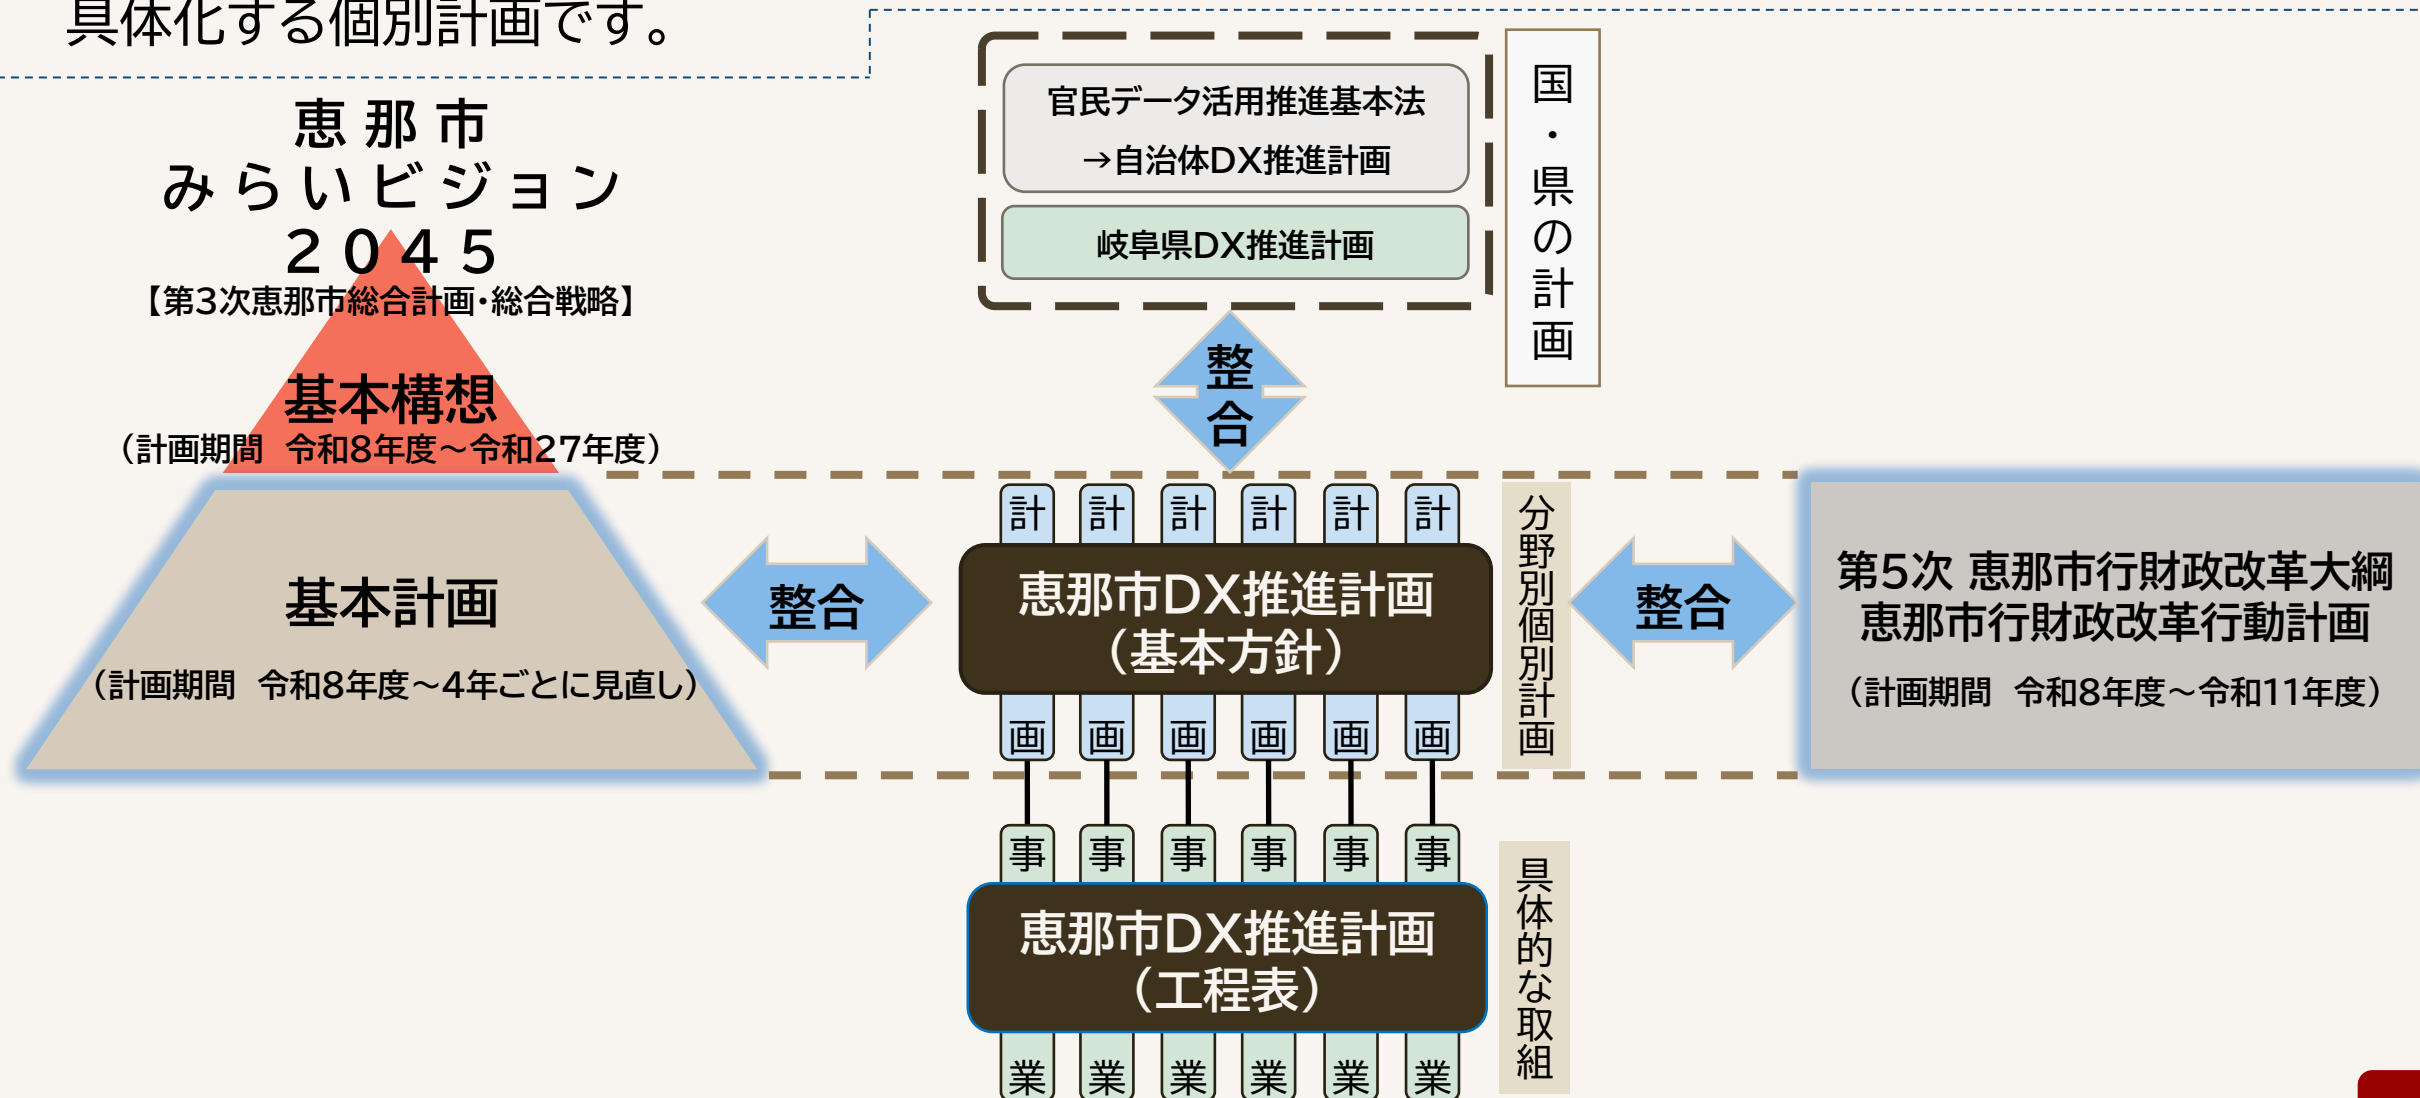 具体化する個別計画です。
恵那市
みらいビジョン
２０４５
【第3次恵那市総合計画・総合戦略】
基本構想
（計画期間　令和8年度～令和27年度）
基本計画
（計画期間　令和8年度～4年ごとに見直し）
官民データ活用推進基本法
→自治体DX推進計画
岐阜県DX推進計画
国・県の計画
整合
整合
計 計 計 計 計 計
恵那市DX推進計画
（基本方針）
画 画 画 画 画 画
分野別個別計画
整合
第5次 恵那市行財政改革大綱
恵那市行財政改革行動計画
（計画期間　令和8年度～令和11年度）
事 事 事 事 事 事
恵那市DX推進計画
（工程表）
業 業 業 業 業 業
具体的な取組